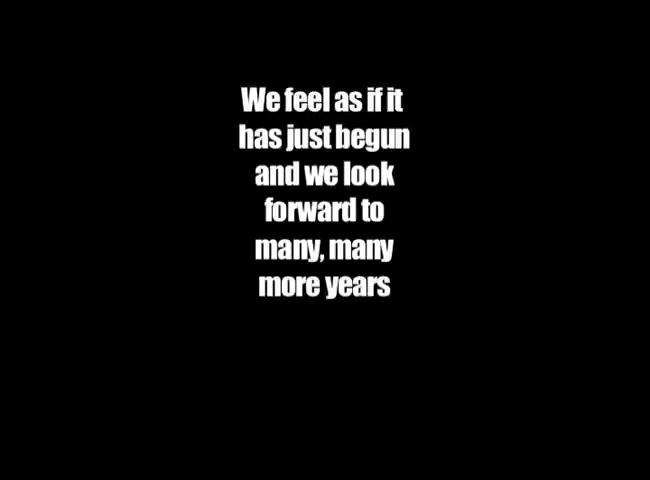 We feel as if it
has just begun
and we look
forward to
many, many
more years